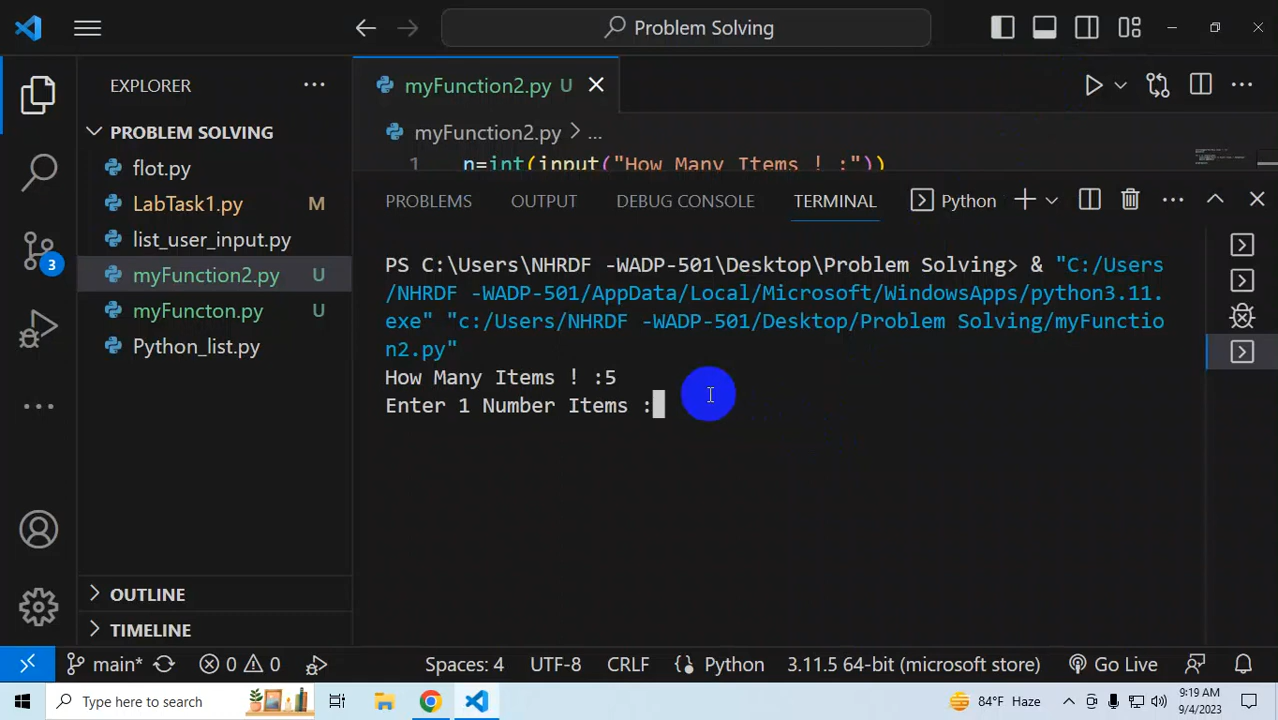 Problem Solving
EXPLORER
PROBLEM SOLVING
flot.py
LabTask1.py M
list_user_input.py
myFunction2.py U
myFuncton.py U
Python_list.py
3
OUTLINE
TIMELINE
myFunction2.py U
myFunction2.py > ...
1 n=int(input("How Many Items ! :"))
PROBLEMS OUTPUT DEBUG CONSOLE TERMINAL Python
PS C:\Users\NHRDF -WADP-501\Desktop\Problem Solving> & "C:/Users
/NHRDF -WADP-501/AppData/Local/Microsoft/WindowsApps/python3.11.
exe" "c:/Users/NHRDF -WADP-501/Desktop/Problem Solving/myFunctio
n2.py"
How Many Items ! :5
Enter 1 Number Items :
main* 0 0 Spaces: 4 UTF-8 CRLF Python 3.11.5 64-bit (microsoft store) Go Live
Type here to search 84°F Haze 9:19 AM
9/4/2023